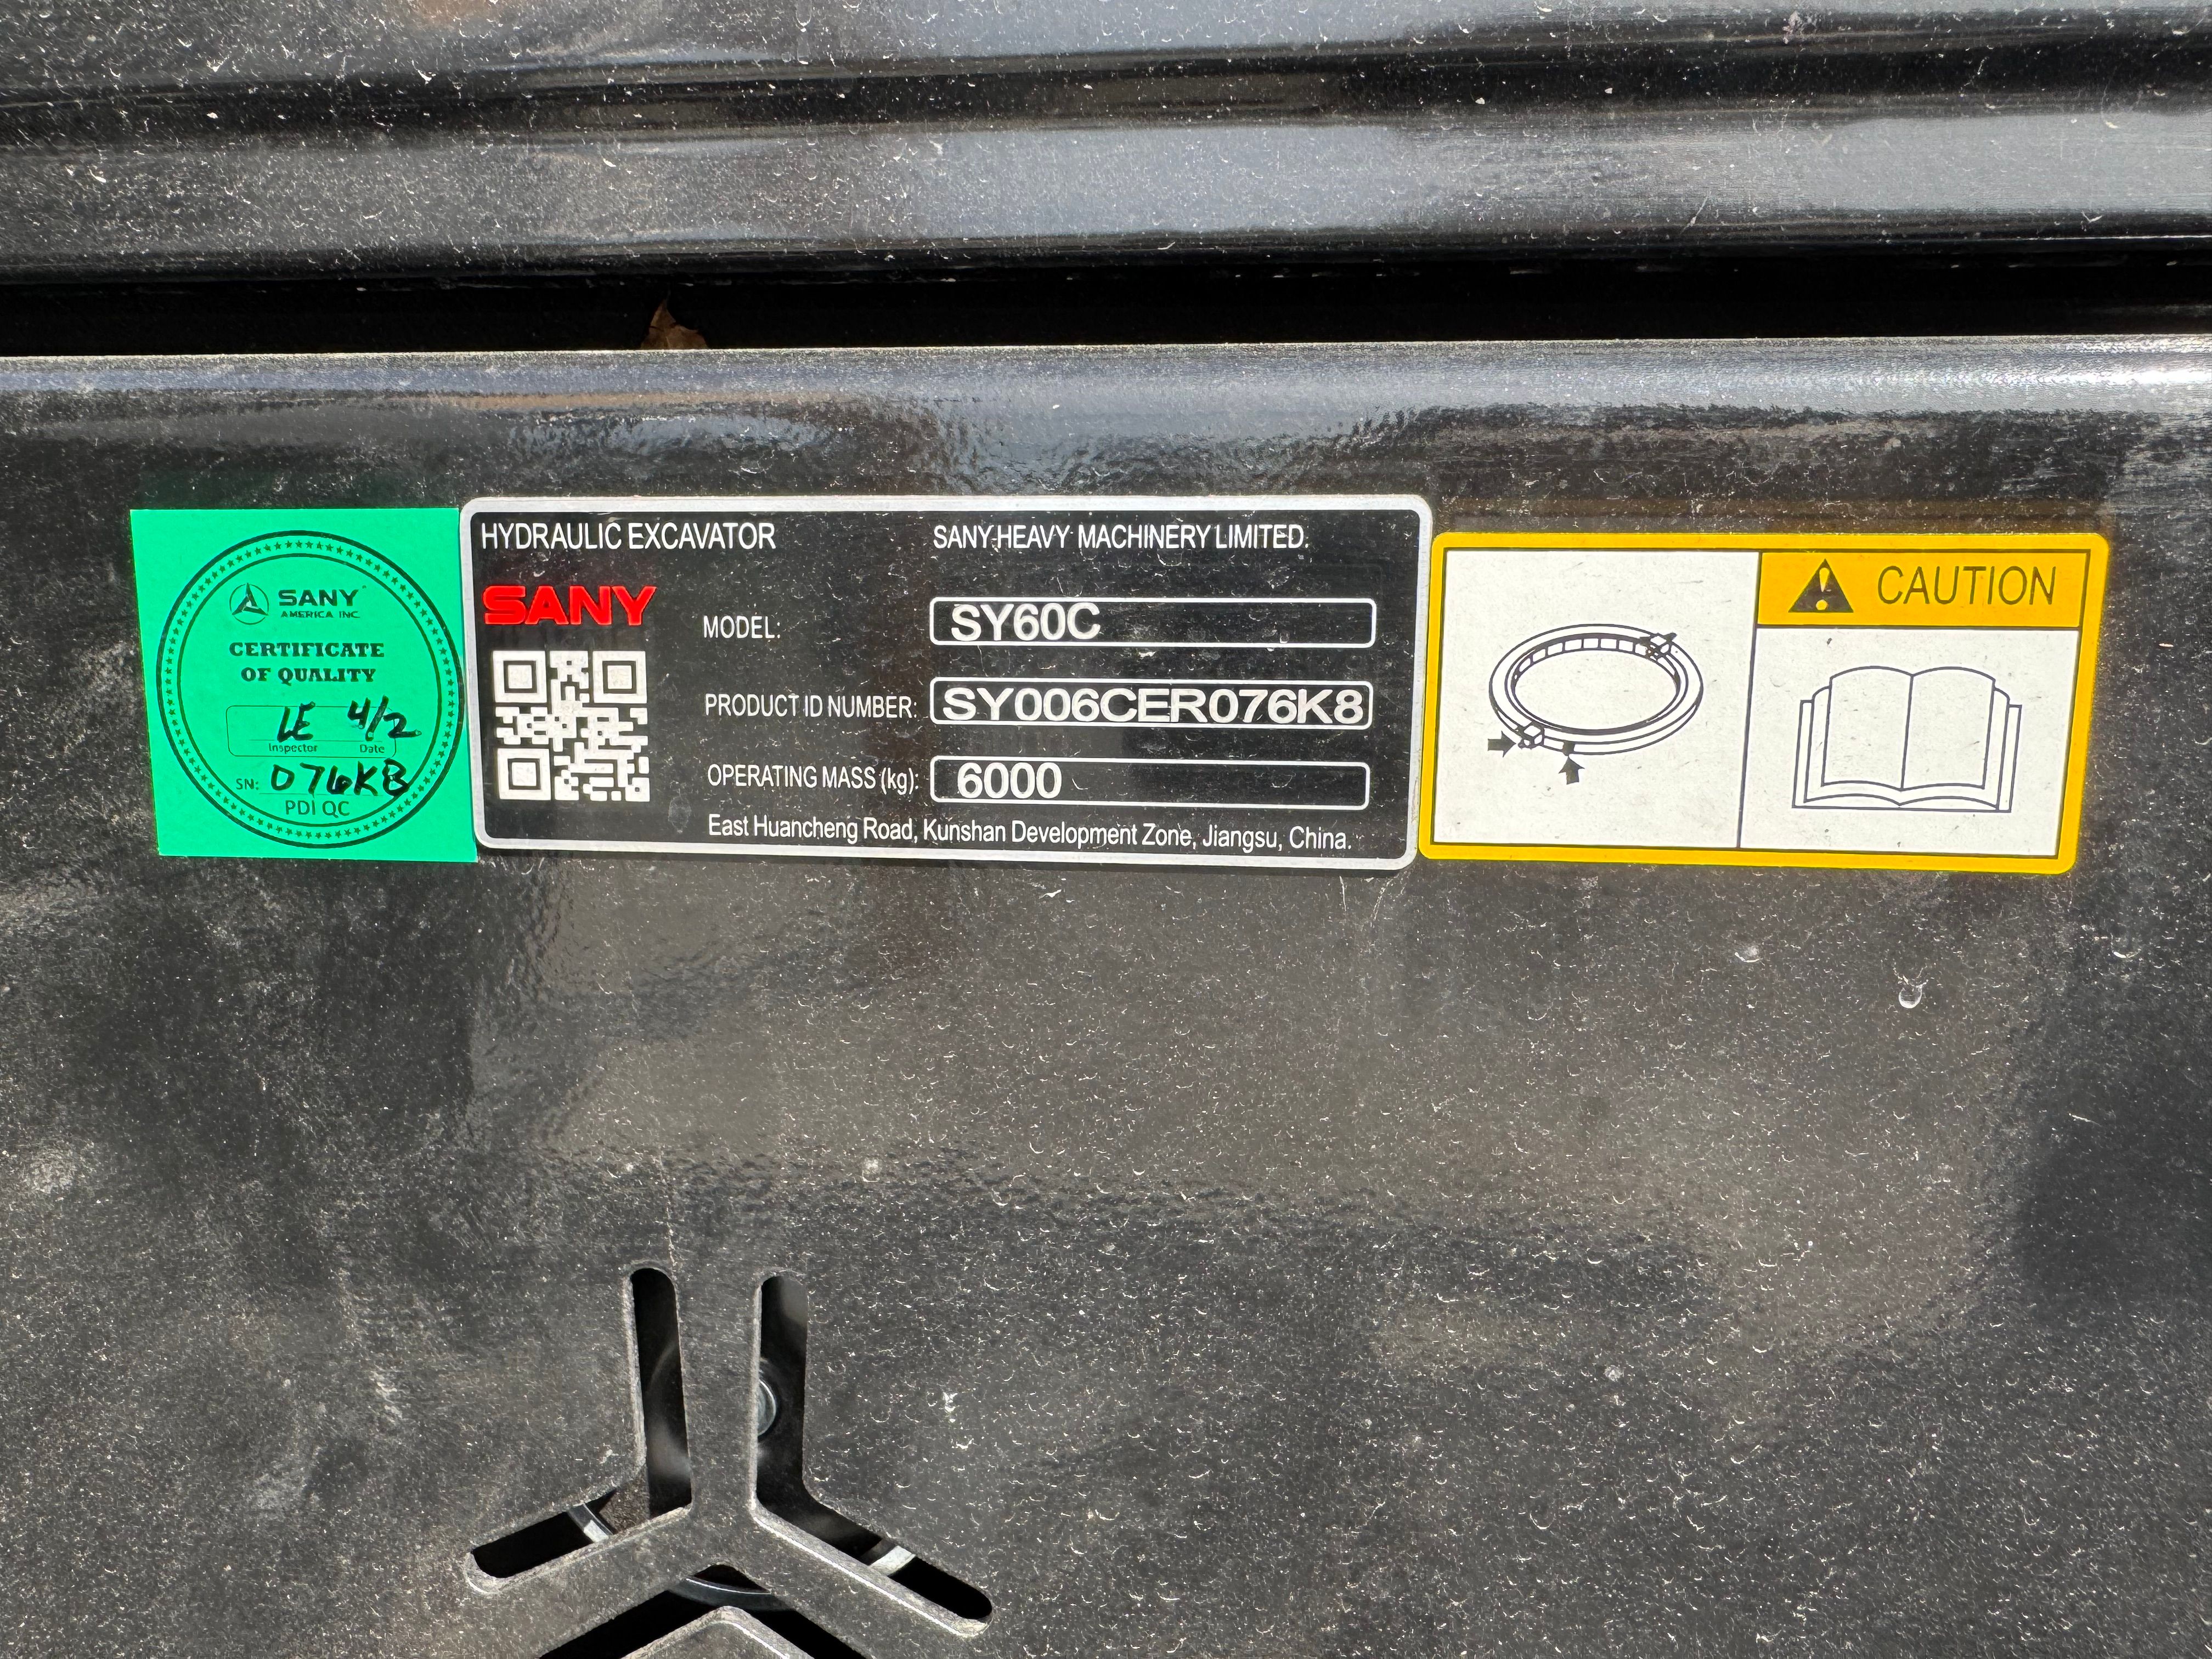 SANY
AMERICA INC.
CERTIFICATE
OF QUALITY
LE 4/2
Inspector Date
SN: 076K8
PDI QC
HYDRAULIC EXCAVATOR SANY HEAVY MACHINERY LIMITED.
SANY
MODEL: SY60C
PRODUCT ID NUMBER: SY006CER076K8
OPERATING MASS (kg): 6000
East Huancheng Road, Kunshan Development Zone, Jiangsu, China.
CAUTION